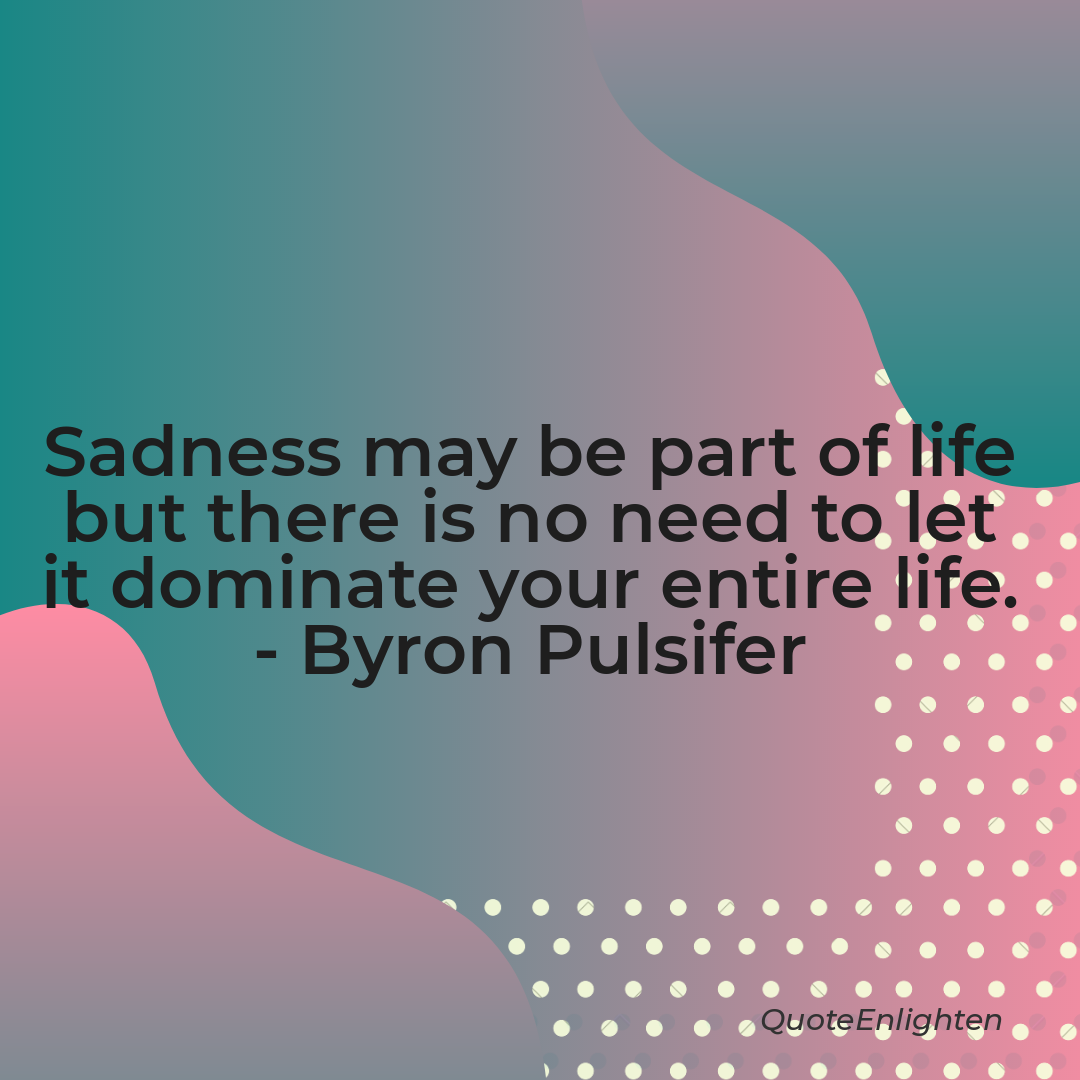 Sadness may be part of life
but there is no need to let
it dominate your entire life.
- Byron Pulsifer
QuoteEnlighten